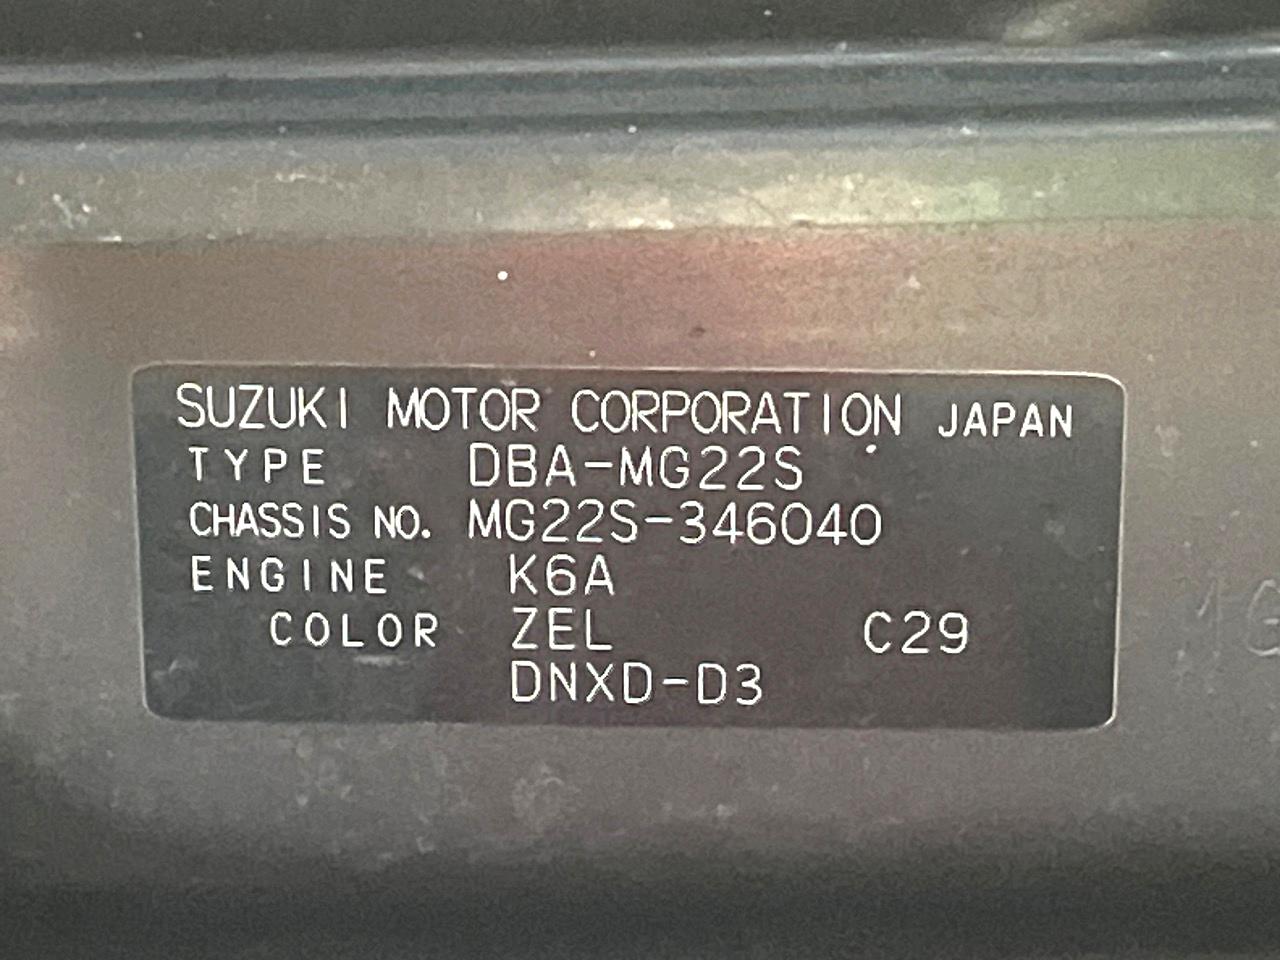 SUZUKI MOTOR CORPORATION JAPAN
TYPE DBA-MG22S
CHASSIS NO. MG22S-346040
ENGINE K6A
COLOR ZEL C29
DNXD-D3